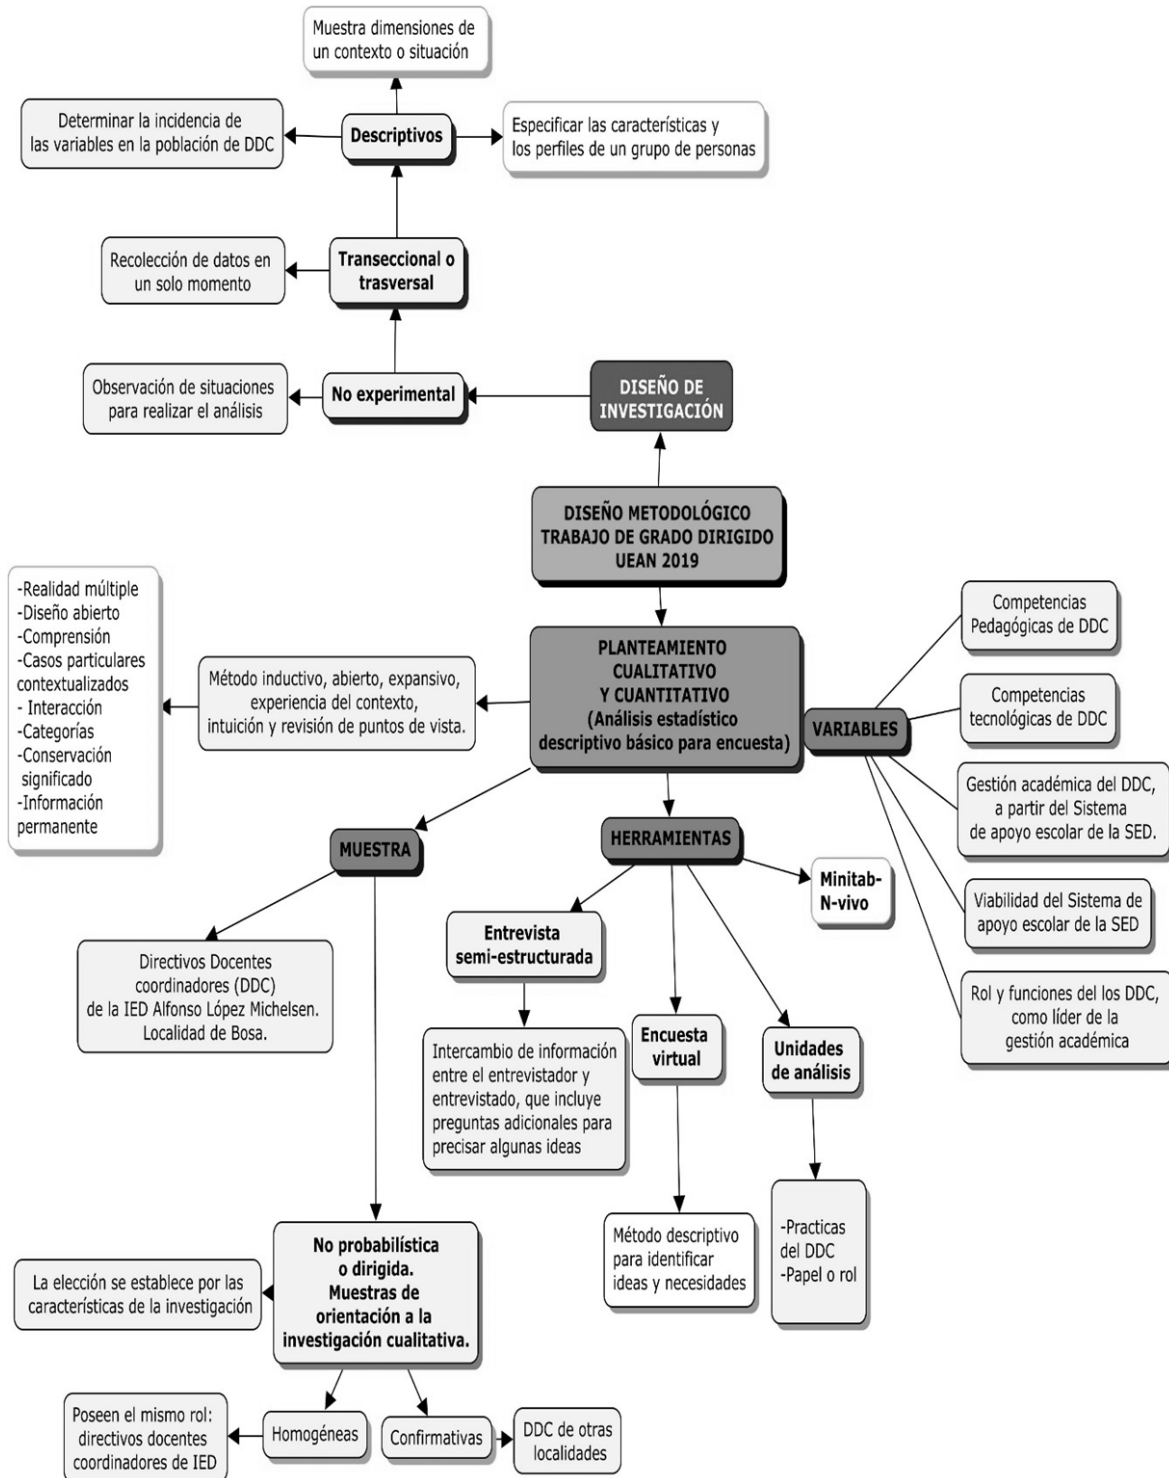 Muestra dimensiones de
un contexto o situación
Determinar la incidencia de
las variables en la población de DDC
Descriptivos
Especificar las características y
los perfiles de un grupo de personas
Recolección de datos en
un solo momento
Transeccional o
trasversal
Observación de situaciones
para realizar el análisis
No experimental
DISEÑO DE
INVESTIGACIÓN
DISEÑO METODOLÓGICO
TRABAJO DE GRADO DIRIGIDO
UEAN 2019
-Realidad múltiple
-Diseño abierto
-Comprensión
-Casos particulares
contextualizados
- Interacción
-Categorías
-Conservación
significado
-Información
permanente
Método inductivo, abierto, expansivo,
experiencia del contexto,
intuición y revisión de puntos de vista.
PLANTEAMIENTO
CUALITATIVO
Y CUANTITATIVO
(Análisis estadístico
descriptivo básico para encuesta)
VARIABLES
Competencias
Pedagógicas de DDC
Competencias
tecnológicas de DDC
Gestión académica del DDC,
a partir del Sistema
de apoyo escolar de la SED.
Viabilidad del Sistema de
apoyo escolar de la SED
Rol y funciones del los DDC,
como líder de la
gestión académica
MUESTRA
HERRAMIENTAS
Minitab-
N-vivo
Directivos Docentes
coordinadores (DDC)
de la IED Alfonso López Michelsen.
Localidad de Bosa.
Entrevista
semi-estructurada
Encuesta
virtual
Unidades
de análisis
Intercambio de información
entre el entrevistador y
entrevistado, que incluye
preguntas adicionales para
precisar algunas ideas
Método descriptivo
para identificar
ideas y necesidades
-Practicas
del DDC
-Papel o rol
La elección se establece por las
características de la investigación
No probabilística
o dirigida.
Muestras de
orientación a la
investigación cualitativa.
Poseen el mismo rol:
directivos docentes
coordinadores de IED
Homogéneas
Confirmativas
DDC de otras
localidades